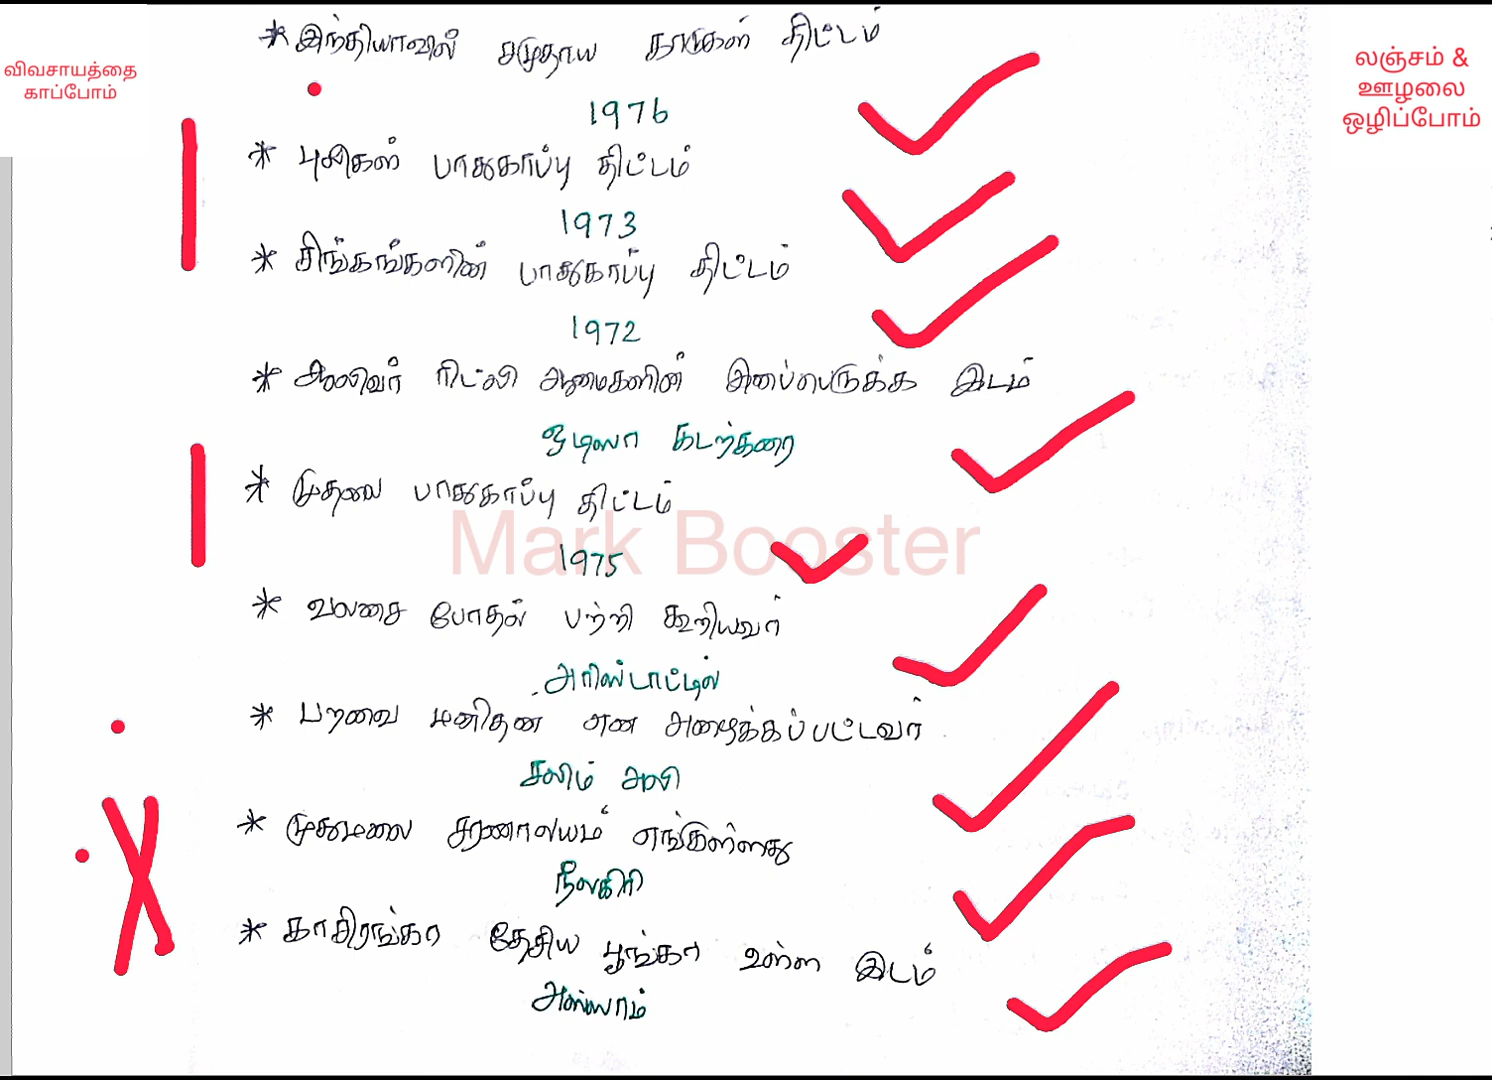 * இந்தியாவில் சமுதாய காடுகள் திட்டம்
விவசாயத்தை
காப்போம்
லஞ்சம் &
ஊழலை
ஒழிப்போம்
1976
* புலிகள் பாதுகாப்பு திட்டம்
1973
* சிங்கங்களின் பாதுகாப்பு திட்டம்
1972
* ஆலிவர் ரிட்லி ஆமைகளின் இனப்பெருக்க இடம்
ஒடிஸா கடற்கரை
* முதலை பாதுகாப்பு திட்டம்
Mark Booster
1975
* வலசை போதல் பற்றி கூறியவர்
அரிஸ்டாட்டில்
* பறவை மனிதன் என அழைக்கப்பட்டவர்
சலிம் அலி
* முதுமலை சரணாலயம் எங்குள்ளது
நீலகிரி
* காசிரங்கா தேசிய பூங்கா உள்ள இடம்
அஸ்ஸாம்